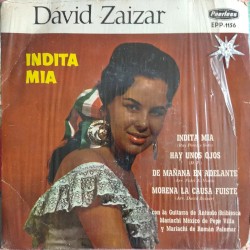 David Zaizar
Peerless
EPP-1156
INDITA
MIA
INDITA MIA
HAY UNOS OJOS
DE MAÑANA EN ADELANTE
MORENA LA CAUSA FUISTE
con la Guitarra de Antonio Bribiesca
Mariachi México de Pepe Villa
y Mariachi de Román Palomar